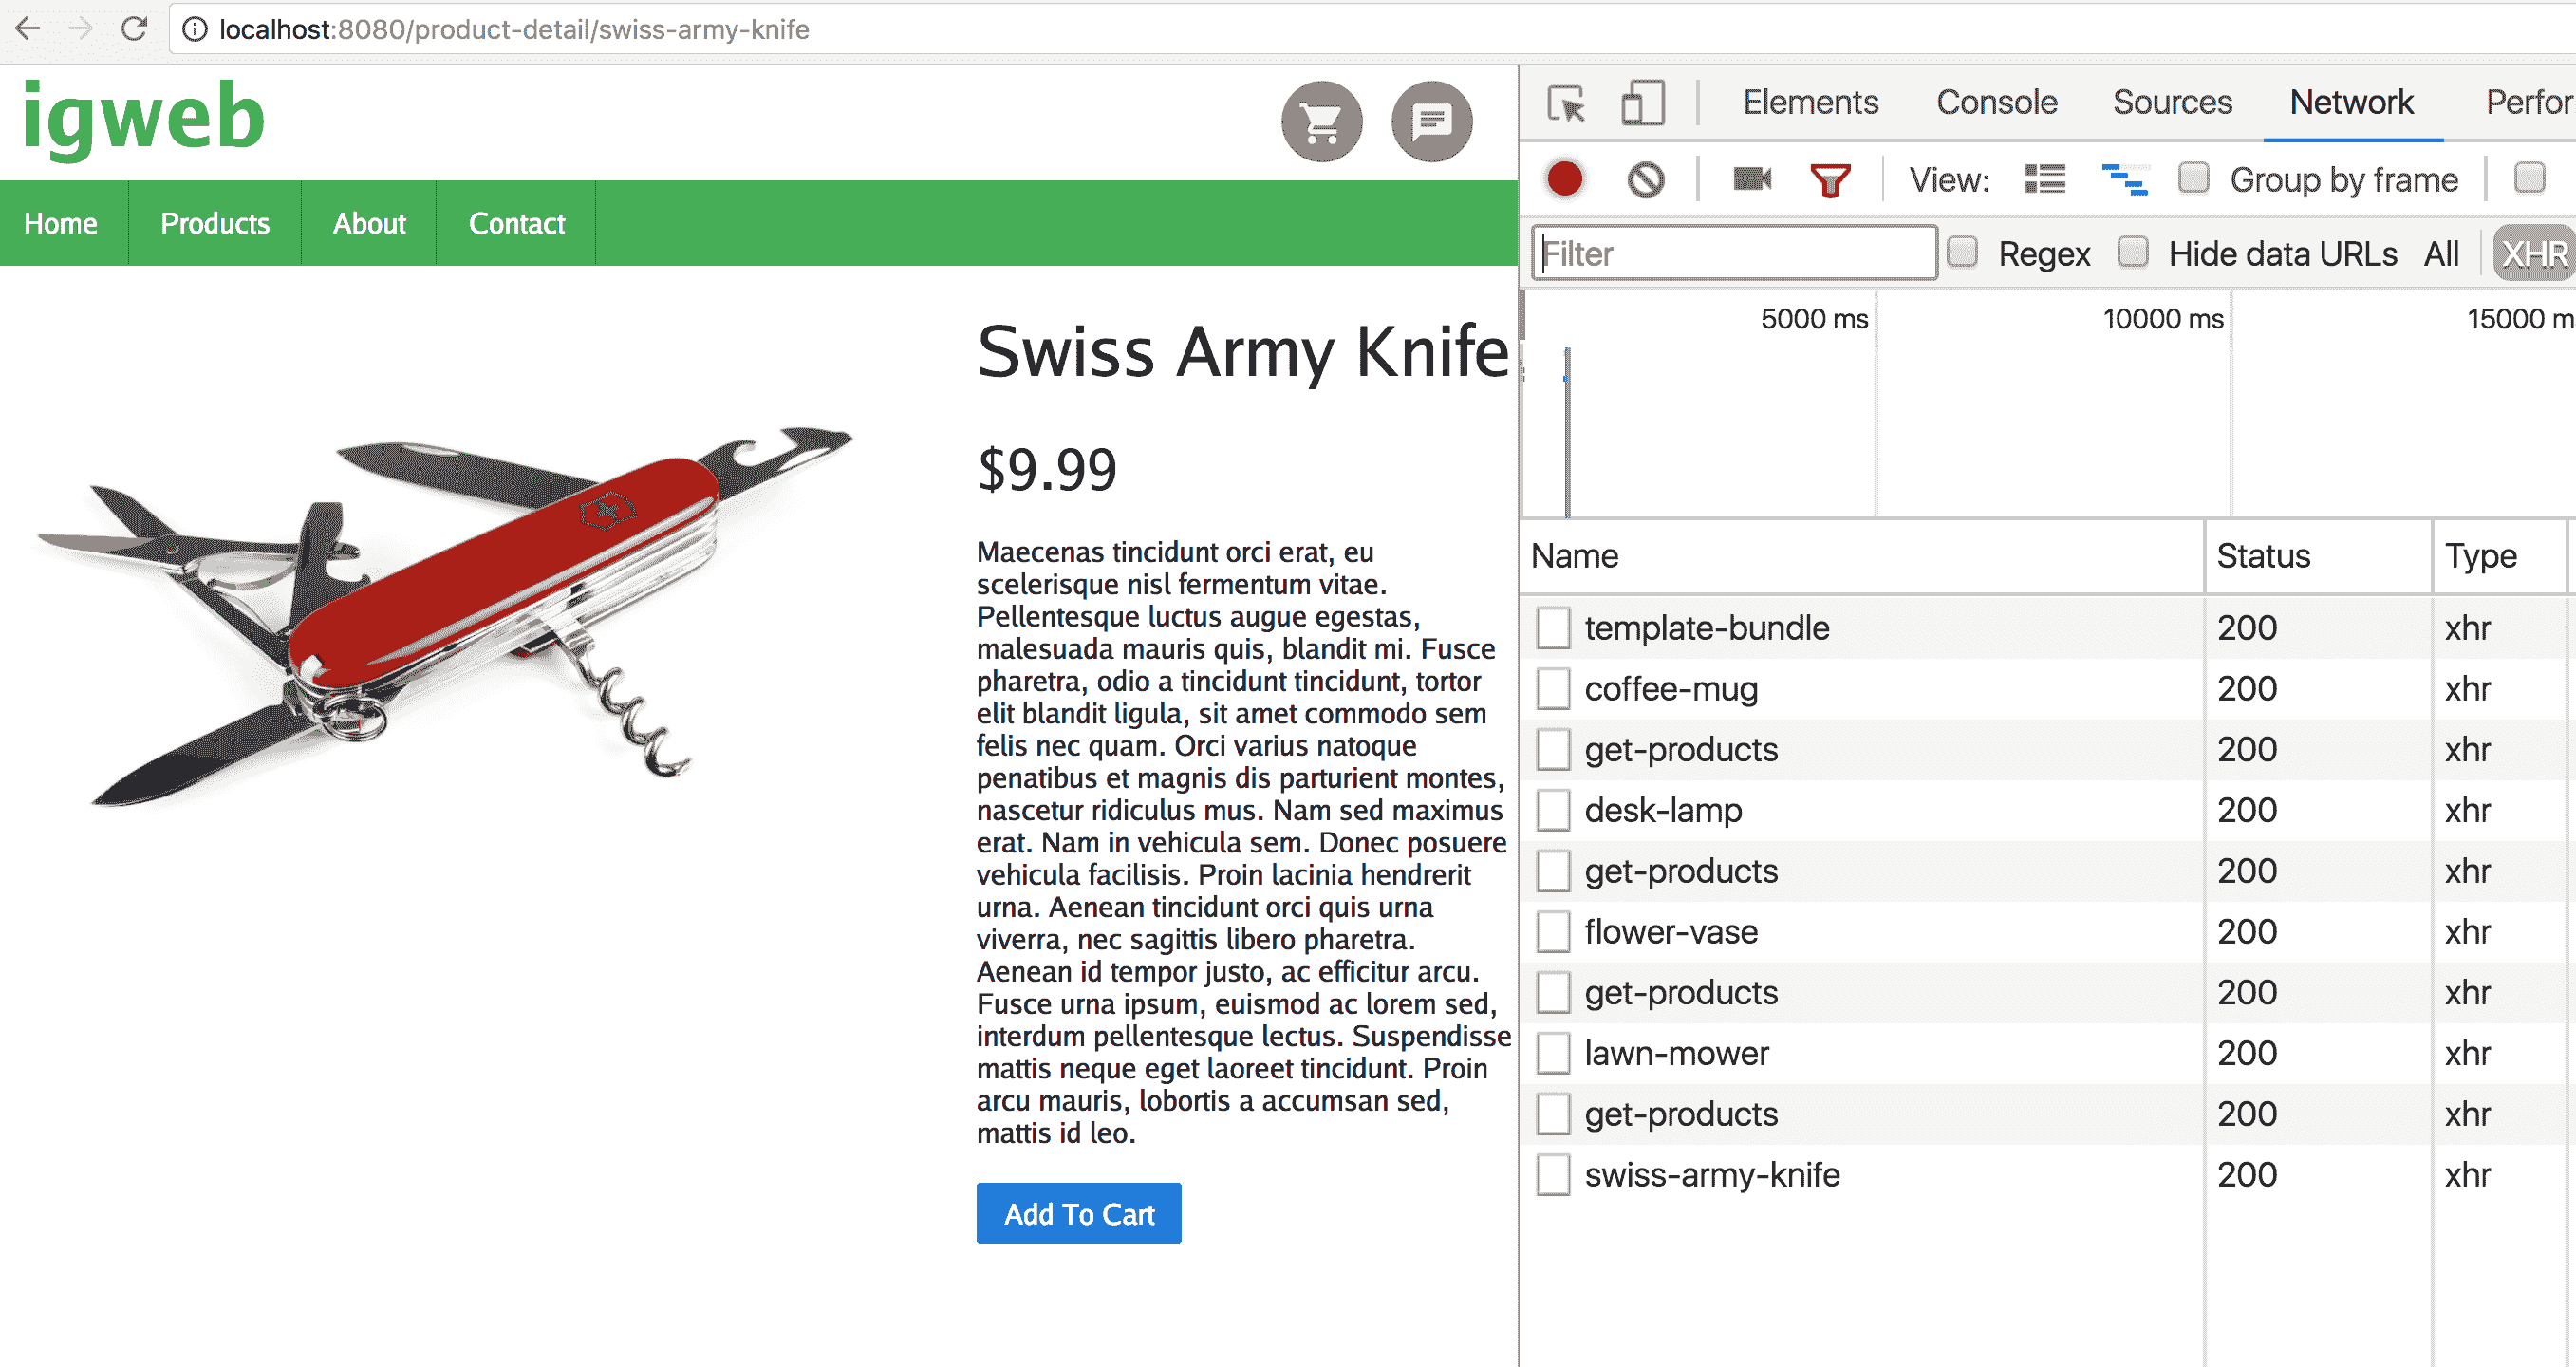 localhost:8080/product-detail/swiss-army-knife
igweb
Home Products About Contact
Swiss Army Knife
$9.99
Maecenas tincidunt orci erat, eu
scelerisque nisl fermentum vitae.
Pellentesque luctus augue egestas,
malesuada mauris quis, blandit mi. Fusce
pharetra, odio a tincidunt tincidunt, tortor
elit blandit ligula, sit amet commodo sem
felis nec quam. Orci varius natoque
penatibus et magnis dis parturient montes,
nascetur ridiculus mus. Nam sed maximus
erat. Nam in vehicula sem. Donec posuere
vehicula facilisis. Proin lacinia hendrerit
urna. Aenean tincidunt orci quis urna
viverra, nec sagittis libero pharetra.
Aenean id tempor justo, ac efficitur arcu.
Fusce urna ipsum, euismod ac lorem sed,
interdum pellentesque lectus. Suspendisse
mattis neque eget laoreet tincidunt. Proin
arcu mauris, lobortis a accumsan sed,
mattis id leo.
Add To Cart
Elements Console Sources Network Perfor
View: Group by frame
Filter Regex Hide data URLs All XHR
5000 ms 10000 ms 15000 m
Name Status Type
template-bundle 200 xhr
coffee-mug 200 xhr
get-products 200 xhr
desk-lamp 200 xhr
get-products 200 xhr
flower-vase 200 xhr
get-products 200 xhr
lawn-mower 200 xhr
get-products 200 xhr
swiss-army-knife 200 xhr